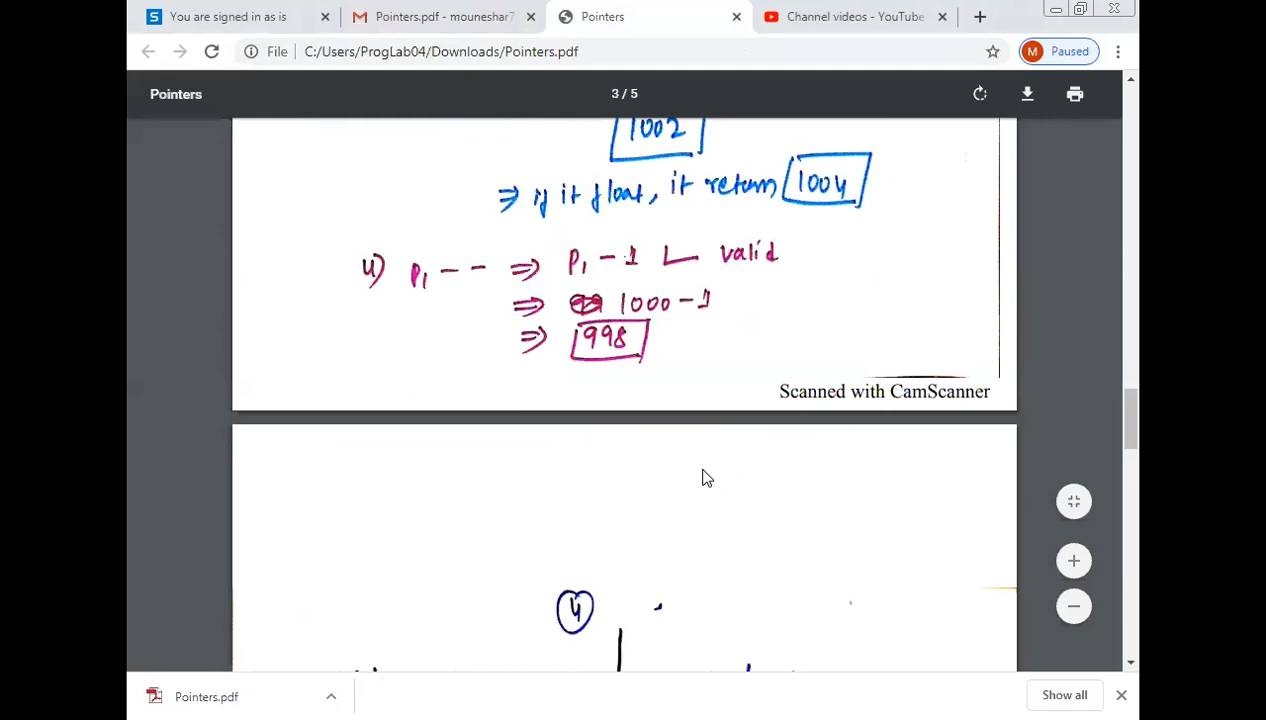 You are signed in as is
Pointers.pdf - mouneshar7
Pointers
Channel videos - YouTube
File
C:/Users/ProgLab04/Downloads/Pointers.pdf
M Paused
Pointers
3 / 5
1002
⇒ if it float, it return 1004
4) P1 - - ⇒ P1 - 1 valid
⇒ 1000 - 1
⇒ 998
Scanned with CamScanner
4
Pointers.pdf
Show all